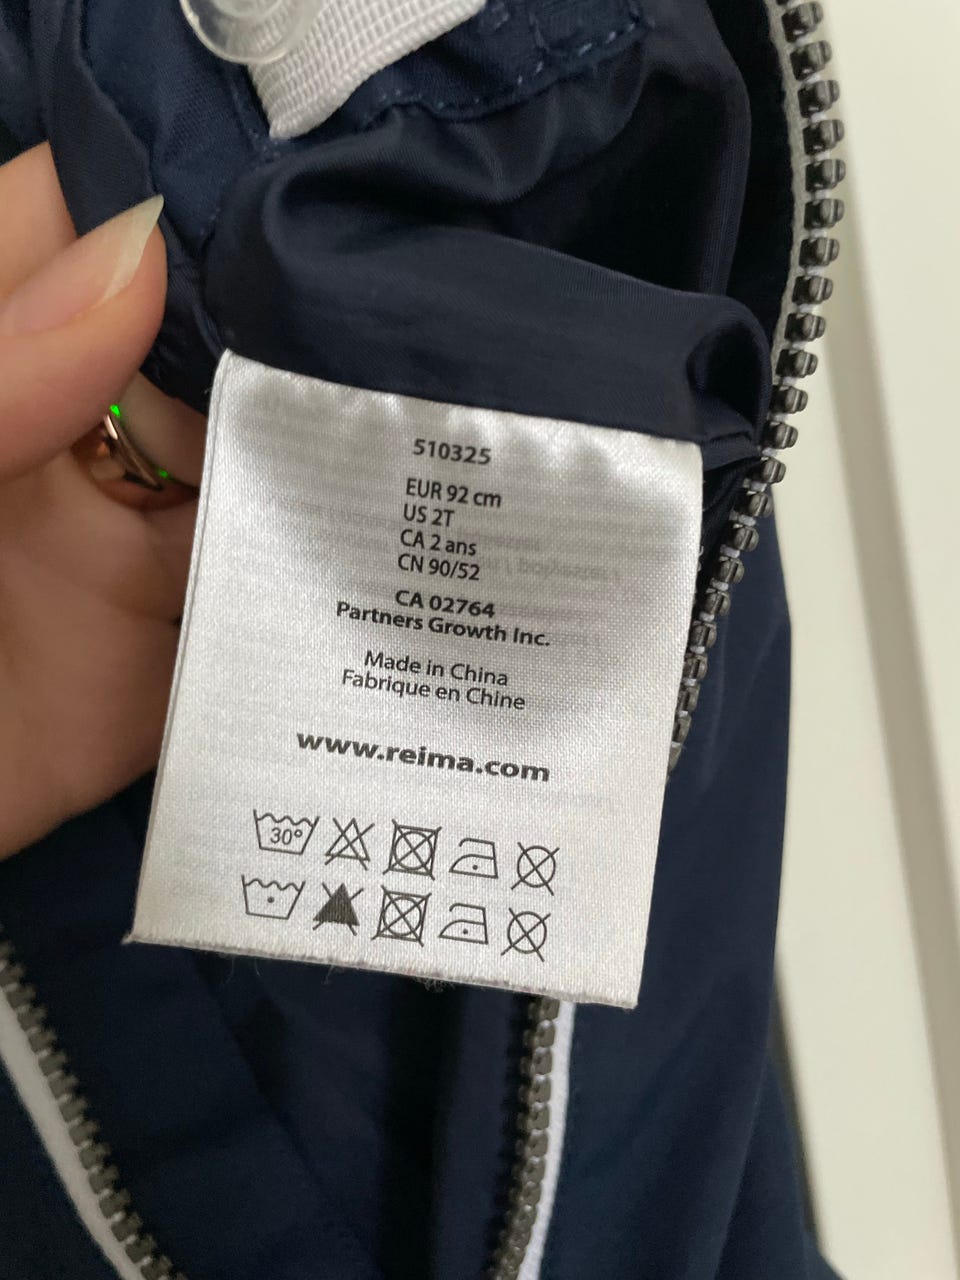 510325
EUR 92 cm
US 2T
CA 2 ans
CN 90/52
CA 02764
Partners Growth Inc.
Made in China
Fabriqué en Chine
www.reima.com
30°